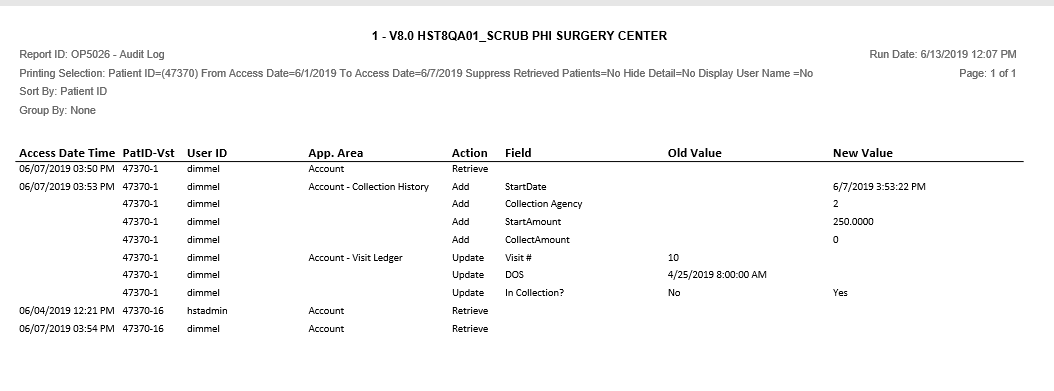 1 - V8.0 HST8QA01_SCRUB PHI SURGERY CENTER
Report ID: OP5026 - Audit Log Run Date: 6/13/2019 12:07 PM
Printing Selection: Patient ID=(47370) From Access Date=6/1/2019 To Access Date=6/7/2019 Suppress Retrieved Patients=No Hide Detail=No Display User Name =No Page: 1 of 1
Sort By: Patient ID
Group By: None
Access Date Time PatID-Vst User ID App. Area Action Field Old Value New Value
06/07/2019 03:50 PM 47370-1 dimmel Account Retrieve
06/07/2019 03:53 PM 47370-1 dimmel Account - Collection History Add StartDate 6/7/2019 3:53:22 PM
47370-1 dimmel Add Collection Agency 2
47370-1 dimmel Add StartAmount 250.0000
47370-1 dimmel Add CollectAmount 0
47370-1 dimmel Account - Visit Ledger Update Visit # 10
47370-1 dimmel Update DOS 4/25/2019 8:00:00 AM
47370-1 dimmel Update In Collection? No Yes
06/04/2019 12:21 PM 47370-16 hstadmin Account Retrieve
06/07/2019 03:54 PM 47370-16 dimmel Account Retrieve